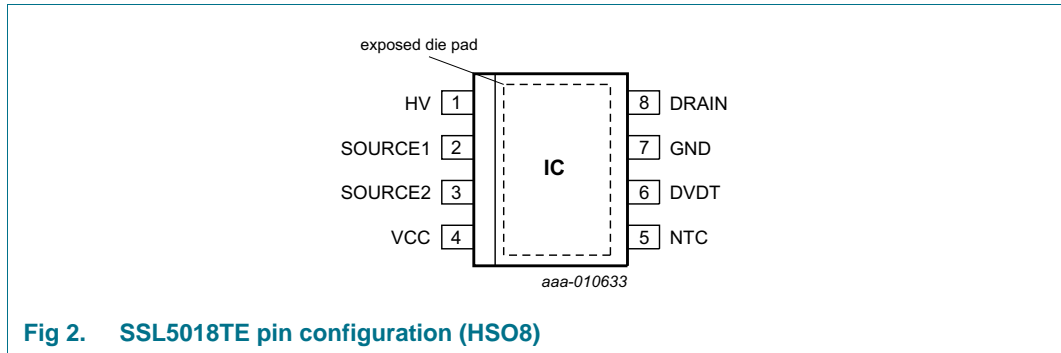 exposed die pad
HV 1 8 DRAIN
SOURCE1 2 7 GND
IC
SOURCE2 3 6 DVDT
VCC 4 5 NTC
aaa-010633
Fig 2. SSL5018TE pin configuration (HSO8)